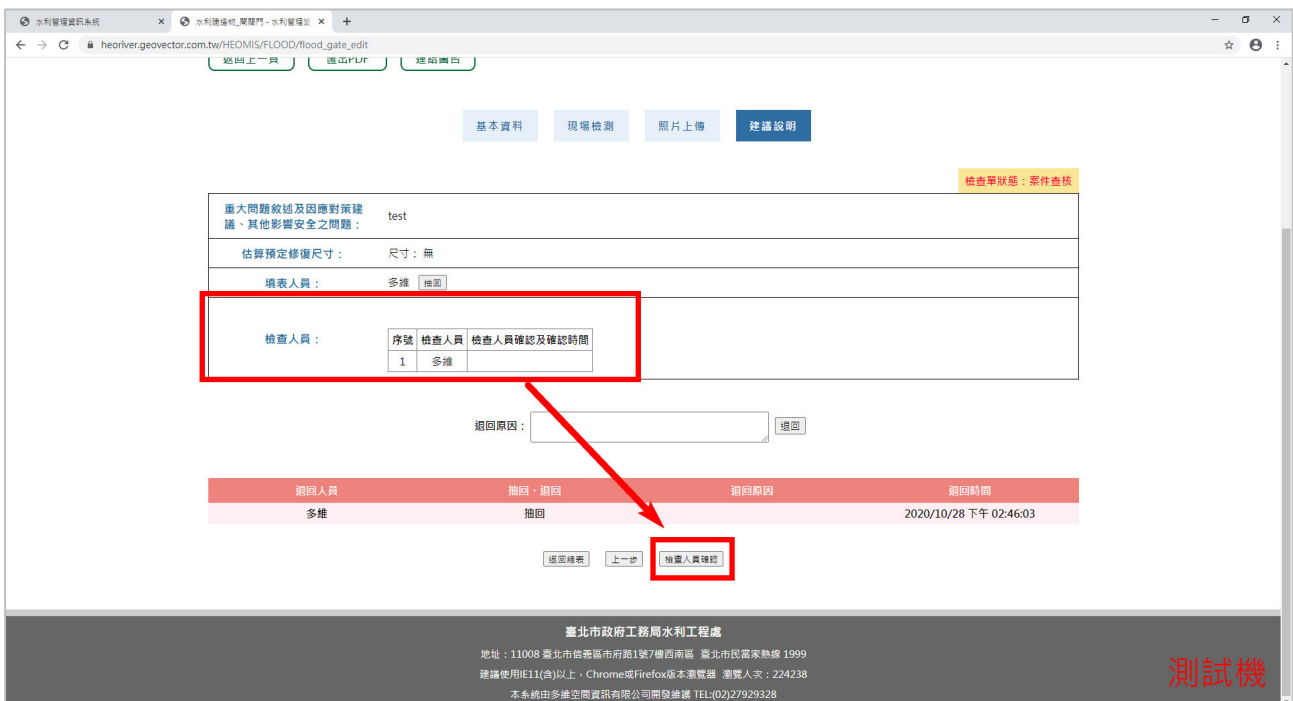 水利管理資訊系統
水利建造物_閘閥門 - 水利管理資
heoriver.geovector.com.tw/HEOMIS/FLOOD/flood_gate_edit
返回上一頁 匯出PDF 連結圖台
基本資料 現場檢測 照片上傳 建議說明
檢查單狀態：案件查核
重大問題敘述及因應對策建
議、其他影響安全之問題： test
估算預定修復尺寸： 尺寸： 無
填表人員： 多維 抽回
檢查人員： 序號 檢查人員 檢查人員確認及確認時間
1 多維
退回原因： 退回
退回人員 抽回、退回 退回原因 退回時間
多維 抽回 2020/10/28 下午 02:46:03
返回總表 上一步 檢查人員確認
臺北市政府工務局水利工程處
地址：11008 臺北市信義區市府路1號7樓西南區 臺北市民當家熱線 1999
建議使用IE11(含)以上，Chrome或Firefox版本瀏覽器 瀏覽人次：224238
本系統由多維空間資訊有限公司開發維護 TEL:(02)27929328
測試機